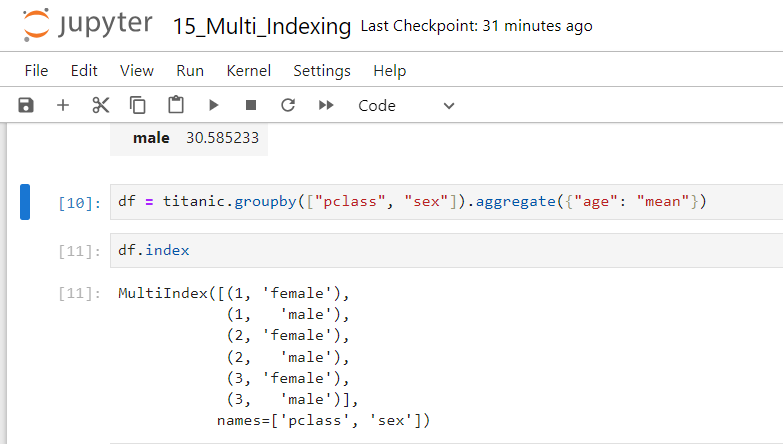 jupyter 15_Multi_Indexing Last Checkpoint: 31 minutes ago
File Edit View Run Kernel Settings Help
Code
male 30.585233
[10]: df = titanic.groupby(["pclass", "sex"]).aggregate({"age": "mean"})
[11]: df.index
[11]: MultiIndex([(1, 'female'),
(1,   'male'),
(2, 'female'),
(2,   'male'),
(3, 'female'),
(3,   'male')],
names=['pclass', 'sex'])